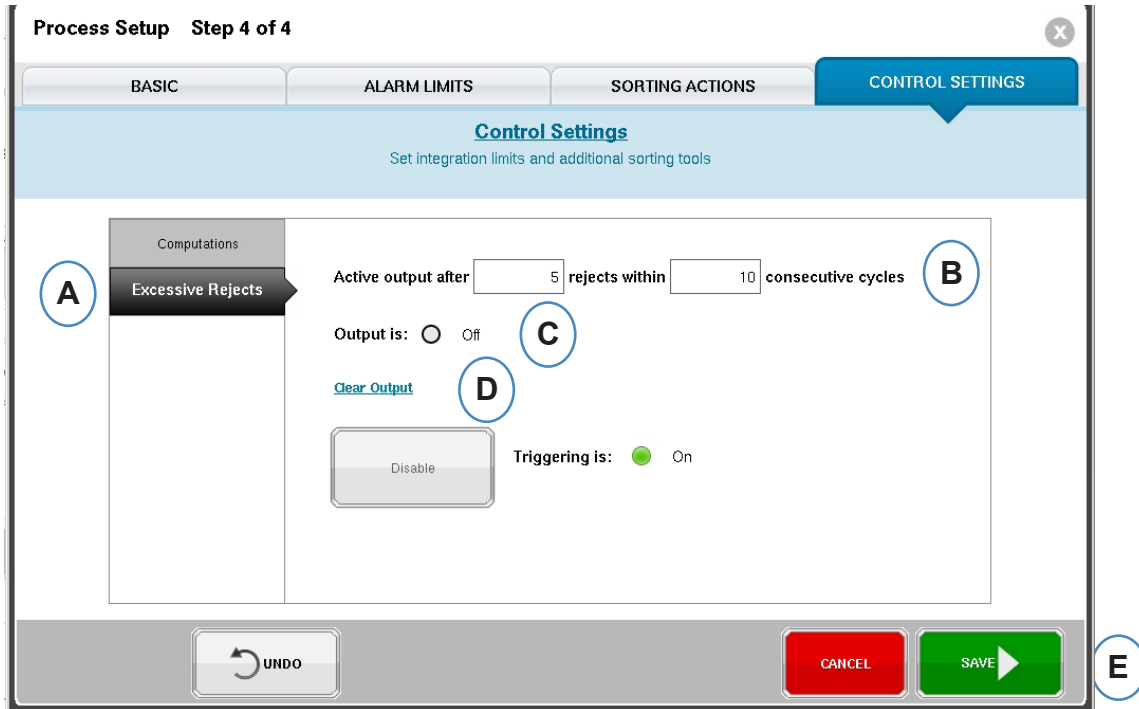 Process Setup Step 4 of 4
X
BASIC ALARM LIMITS SORTING ACTIONS CONTROL SETTINGS
Control Settings
Set integration limits and additional sorting tools
Computations
A Excessive Rejects
Active output after 5 rejects within 10 consecutive cycles B
Output is: Off C
Clear Output D
Disable Triggering is: On
UNDO CANCEL SAVE E